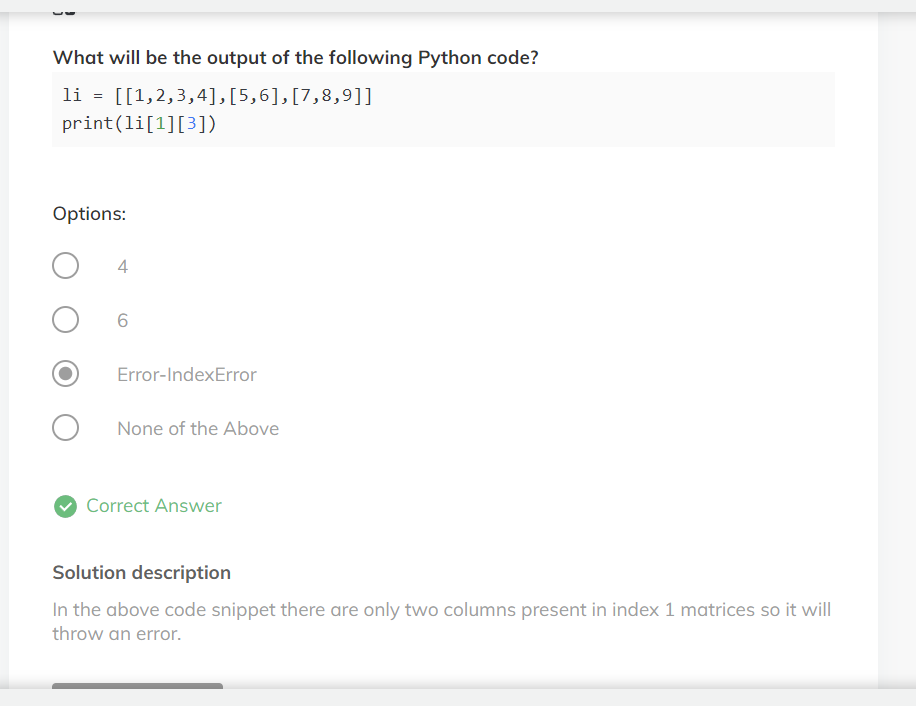 What will be the output of the following Python code?
li = [[1,2,3,4],[5,6],[7,8,9]]
print(li[1][3])
Options:
4
6
Error-IndexError
None of the Above
Correct Answer
Solution description
In the above code snippet there are only two columns present in index 1 matrices so it will
throw an error.